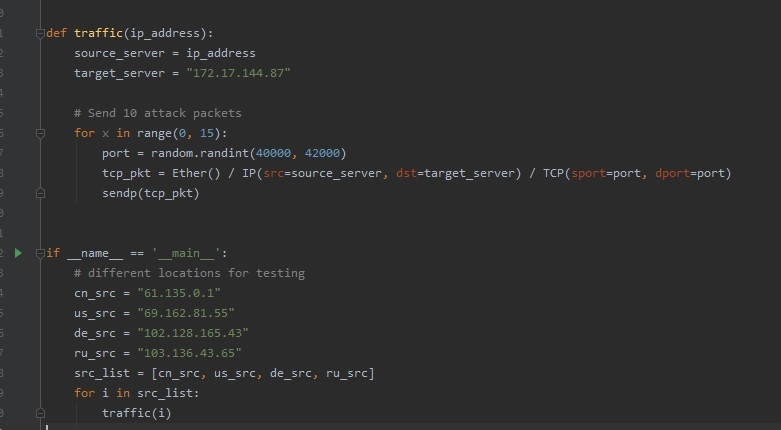 def traffic(ip_address):
    source_server = ip_address
    target_server = "172.17.144.87"
    # Send 10 attack packets
    for x in range(0, 15):
        port = random.randint(40000, 42000)
        tcp_pkt = Ether() / IP(src=source_server, dst=target_server) / TCP(sport=port, dport=port)
        sendp(tcp_pkt)
if __name__ == '__main__':
    # different locations for testing
    cn_src = "61.135.0.1"
    us_src = "69.162.81.55"
    de_src = "102.128.165.43"
    ru_src = "103.136.43.65"
    src_list = [cn_src, us_src, de_src, ru_src]
    for i in src_list:
        traffic(i)